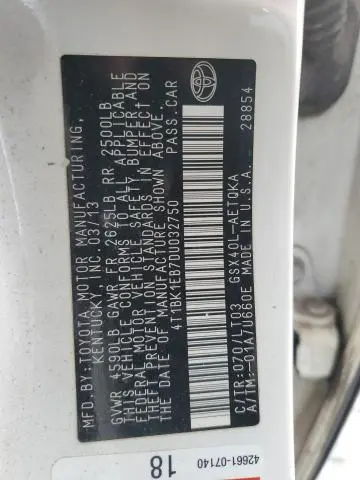 MFD.BY:TOYOTA MOTOR MANUFACTURING,
KENTUCKY, INC. 03/13
GVWR 4590LB GAWR FR 2625LB RR 2500LB
THIS VEHICLE CONFORMS TO ALL APPLICABLE
FEDERAL MOTOR VEHICLE SAFETY, BUMPER, AND
THEFT PREVENTION STANDARDS IN EFFECT ON
THE DATE OF MANUFACTURE SHOWN ABOVE.
4T1BK1EB7DU032750 PASS.CAR
C/TR:070/LT03 GSX40L-AETQKA
A/TM:-01A/U660E MADE IN U.S.A. 28854
42661-07140
18